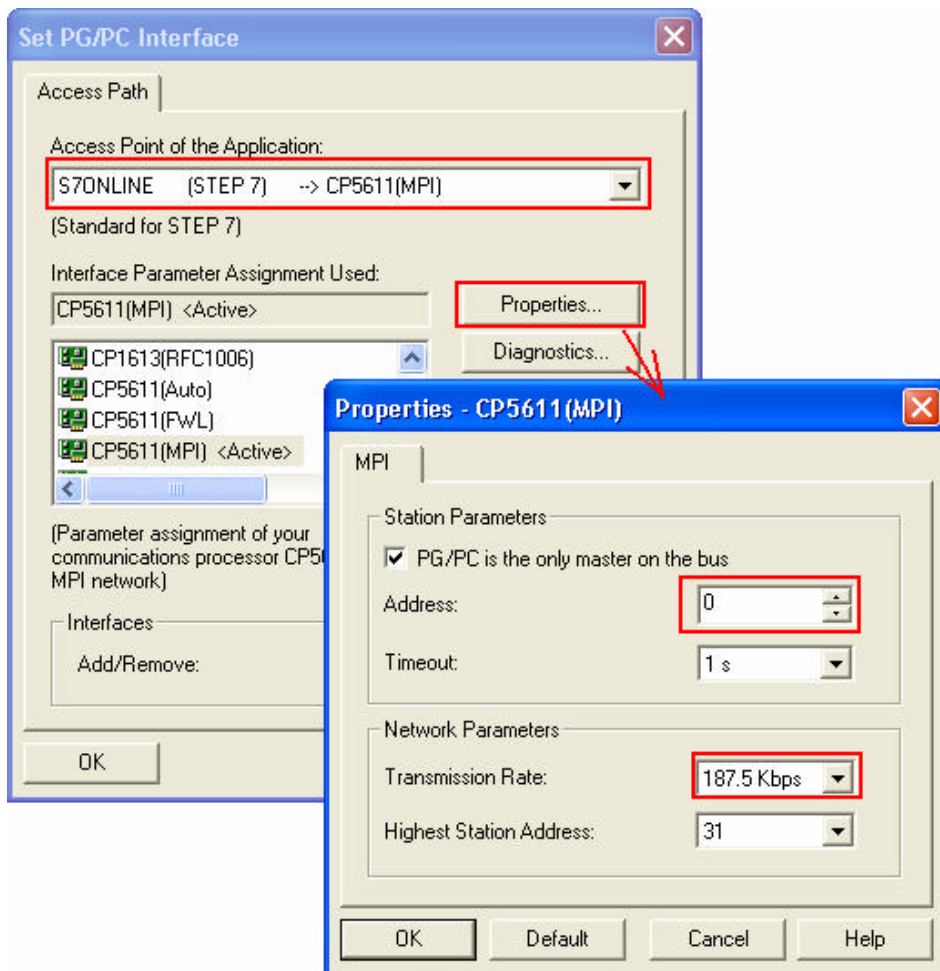 Set PG/PC Interface
Access Path
Access Point of the Application:
S7ONLINE (STEP 7) --> CP5611(MPI)
(Standard for STEP 7)
Interface Parameter Assignment Used:
CP5611(MPI) <Active>
Properties...
Diagnostics...
CP1613(RFC1006)
CP5611(Auto)
CP5611(FWL)
CP5611(MPI) <Active>
(Parameter assignment of your
communications processor
MPI network)
Interfaces
Add/Remove:
OK
Properties - CP5611(MPI)
MPI
Station Parameters
PG/PC is the only master on the bus
Address:
0
Timeout:
1 s
Network Parameters
Transmission Rate:
187.5 Kbps
Highest Station Address:
31
OK
Default
Cancel
Help